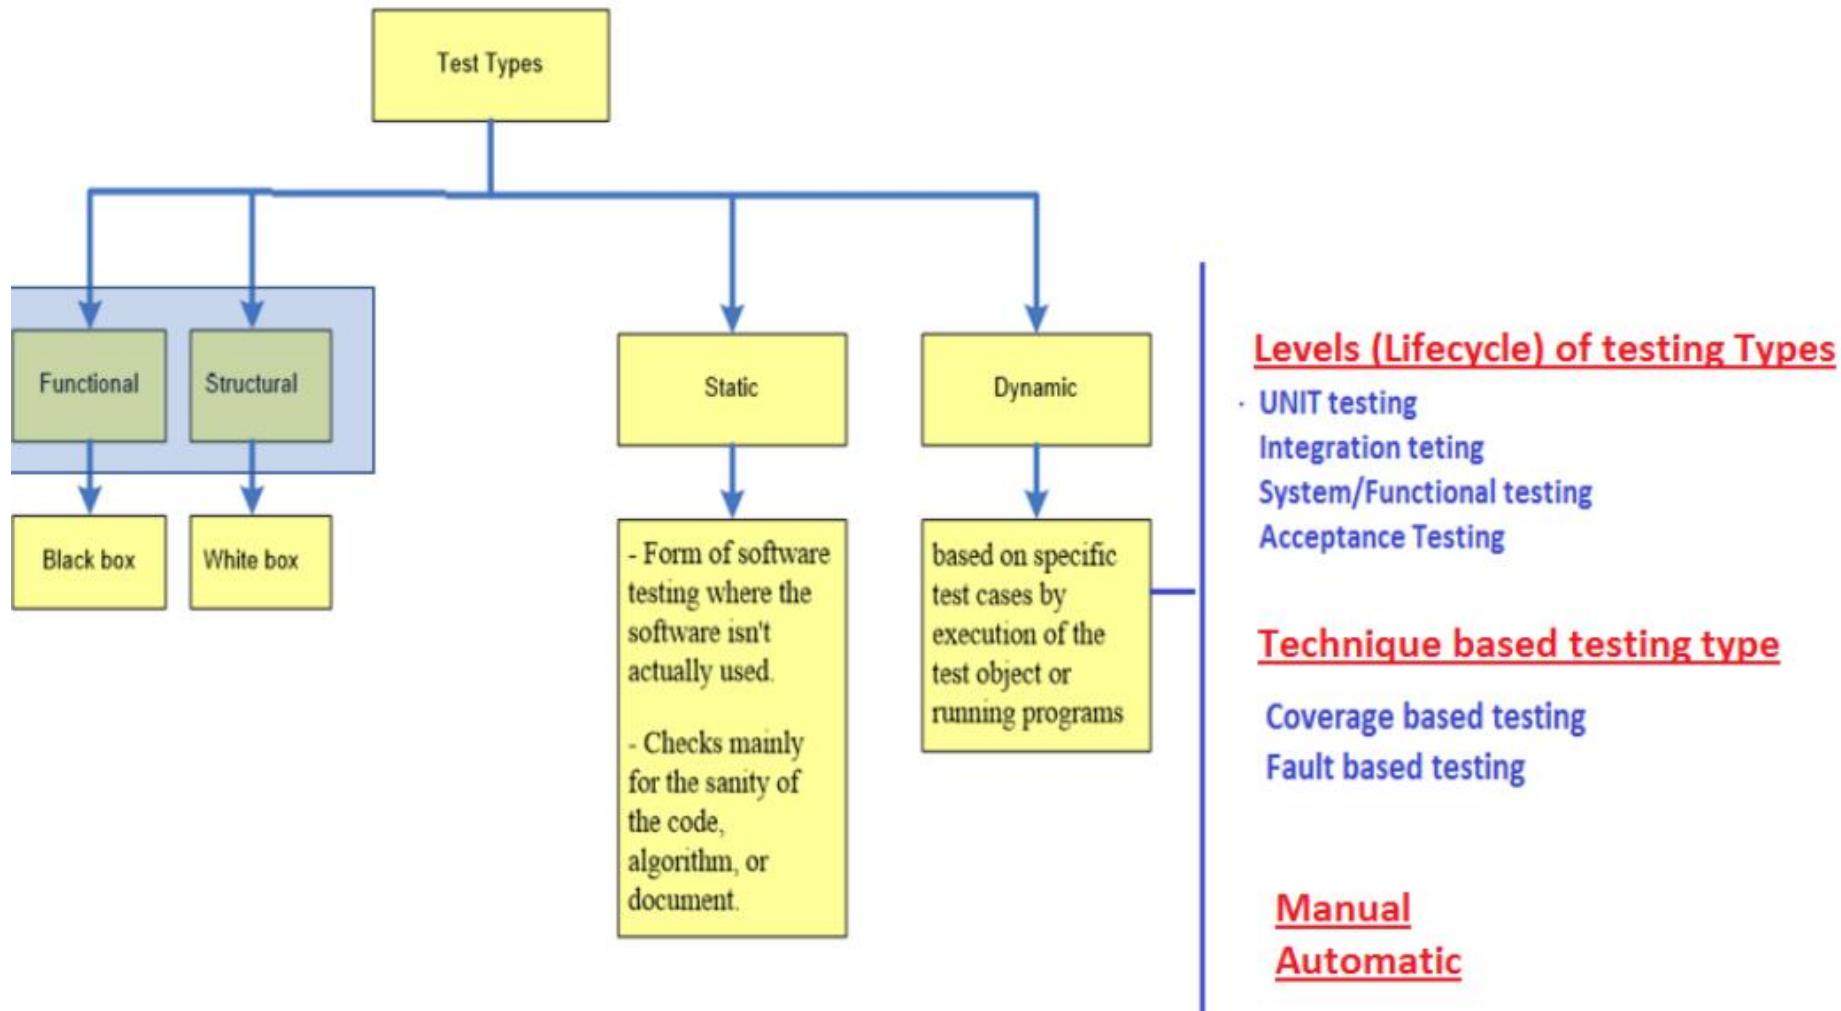 Test Types
Functional
Structural
Static
Dynamic
Black box
White box
- Form of software
testing where the
software isn't
actually used.
- Checks mainly
for the sanity of
the code,
algorithm, or
document.
based on specific
test cases by
execution of the
test object or
running programs
Levels (Lifecycle) of testing Types
· UNIT testing
Integration teting
System/Functional testing
Acceptance Testing
Technique based testing type
Coverage based testing
Fault based testing
Manual
Automatic